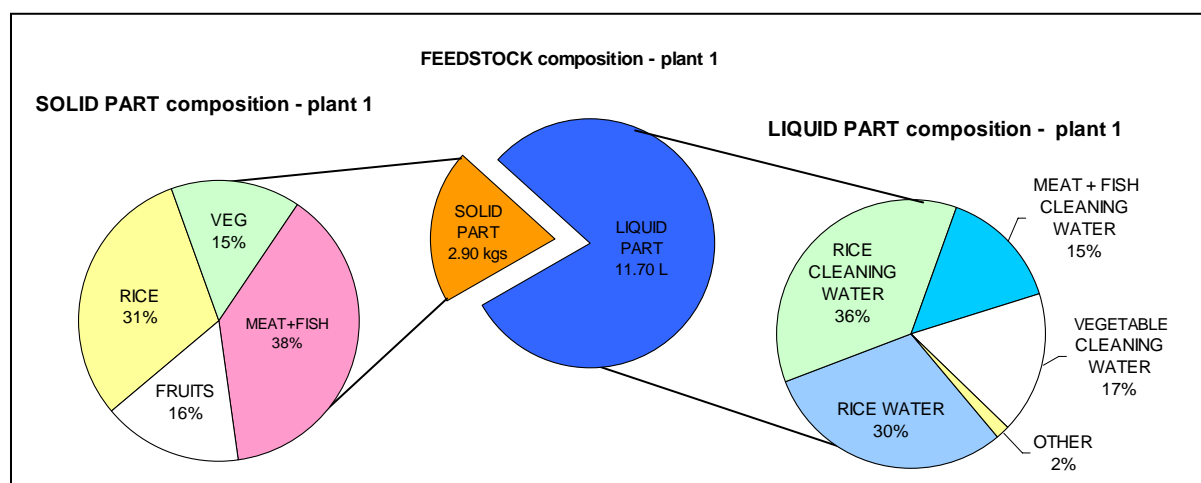 FEEDSTOCK composition - plant 1
SOLID PART composition - plant 1
VEG
15%
RICE
31%
MEAT+FISH
38%
FRUITS
16%
SOLID
PART
2.90 kgs
LIQUID
PART
11.70 L
LIQUID PART composition - plant 1
MEAT + FISH
CLEANING
WATER
15%
RICE
CLEANING
WATER
36%
VEGETABLE
CLEANING
WATER
17%
RICE WATER
30%
OTHER
2%